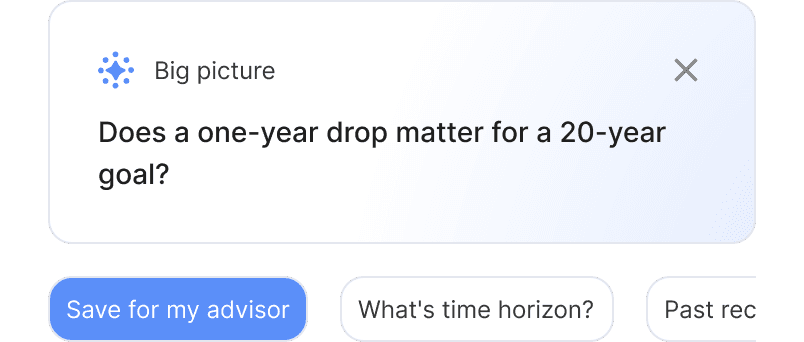 Big picture
Does a one-year drop matter for a 20-year
goal?
Save for my advisor
What's time horizon?
Past rec